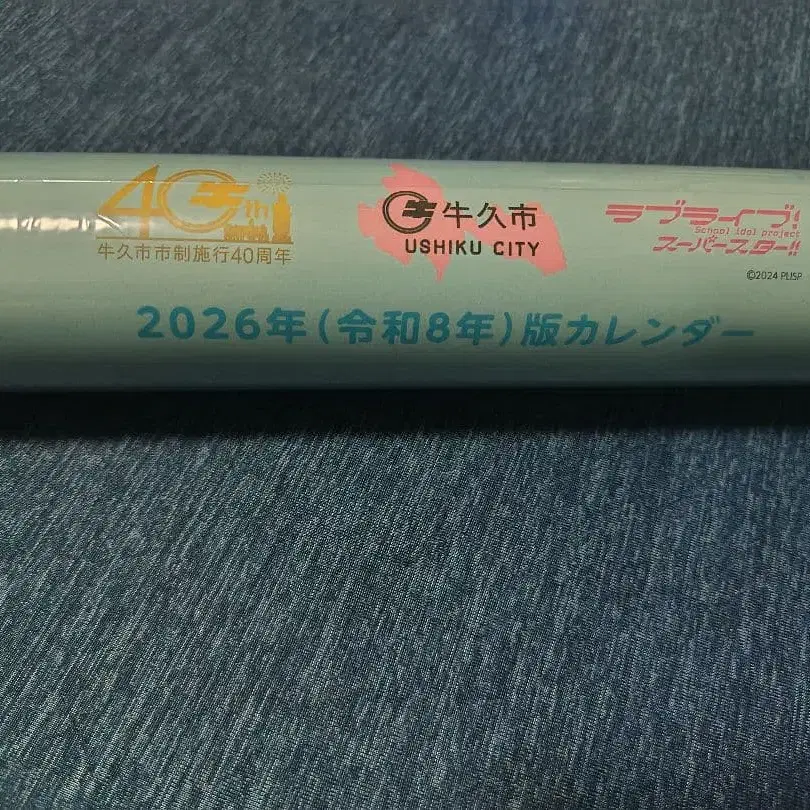 40th
牛久市市制施行40周年
牛久市
USHIKU CITY
ラブライブ!
School idol project
スーパースター!!
©2024 PL!SP
2026年(令和8年)版カレンダー